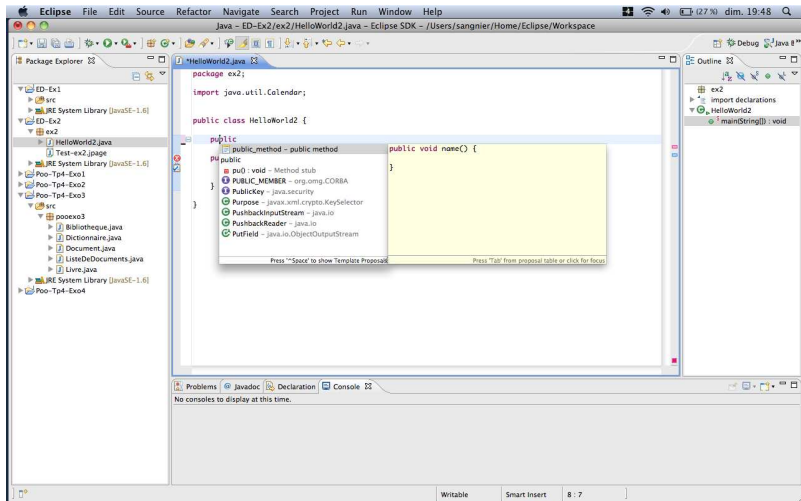 Eclipse File Edit Source Refactor Navigate Search Project Run Window Help (27 %) dim. 19:48
Java – ED-Ex2/ex2/HelloWorld2.java – Eclipse SDK – /Users/sangnier/Home/Eclipse/Workspace
Debug Java
Package Explorer
ED-Ex1
src
JRE System Library [JavaSE-1.6]
ED-Ex2
ex2
HelloWorld2.java
Test-ex2.jpage
JRE System Library [JavaSE-1.6]
Poo-Tp4-Exo1
Poo-Tp4-Exo2
Poo-Tp4-Exo3
src
pooexo3
Bibliotheque.java
Dictionnaire.java
Document.java
ListeDeDocuments.java
Livre.java
JRE System Library [JavaSE-1.6]
Poo-Tp4-Exo4
*HelloWorld2.java
package ex2;
import java.util.Calendar;
public class HelloWorld2 {
public
pu
public_method – public method
public
pu() : void – Method stub
PUBLIC_MEMBER – org.omg.CORBA
PublicKey – java.security
Purpose – javax.xml.crypto.KeySelector
PushbackInputStream – java.io
PushbackReader – java.io
PutField – java.io.ObjectOutputStream
Press '^Space' to show Template Proposals
public void name() {
}
Press 'Tab' from proposal table or click for focus
}
}
Outline
ex2
import declarations
HelloWorld2
main(String[]) : void
Problems @ Javadoc Declaration Console
No consoles to display at this time.
Writable Smart Insert 8 : 7